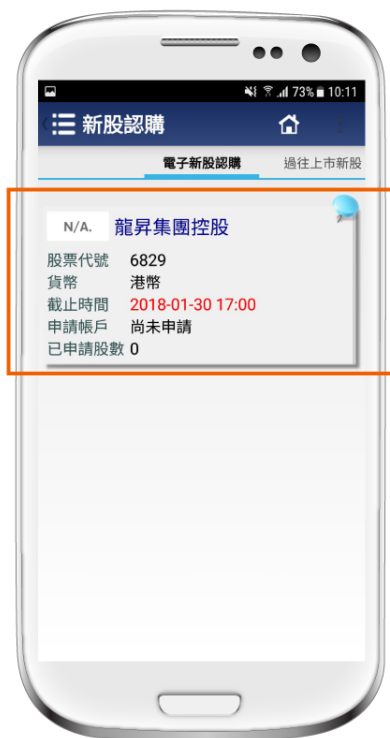 73% 10:11
新股認購
電子新股認購 過往上市新股
N/A. 龍昇集團控股
股票代號 6829
貨幣 港幣
截止時間 2018-01-30 17:00
申請帳戶 尚未申請
已申請股數 0